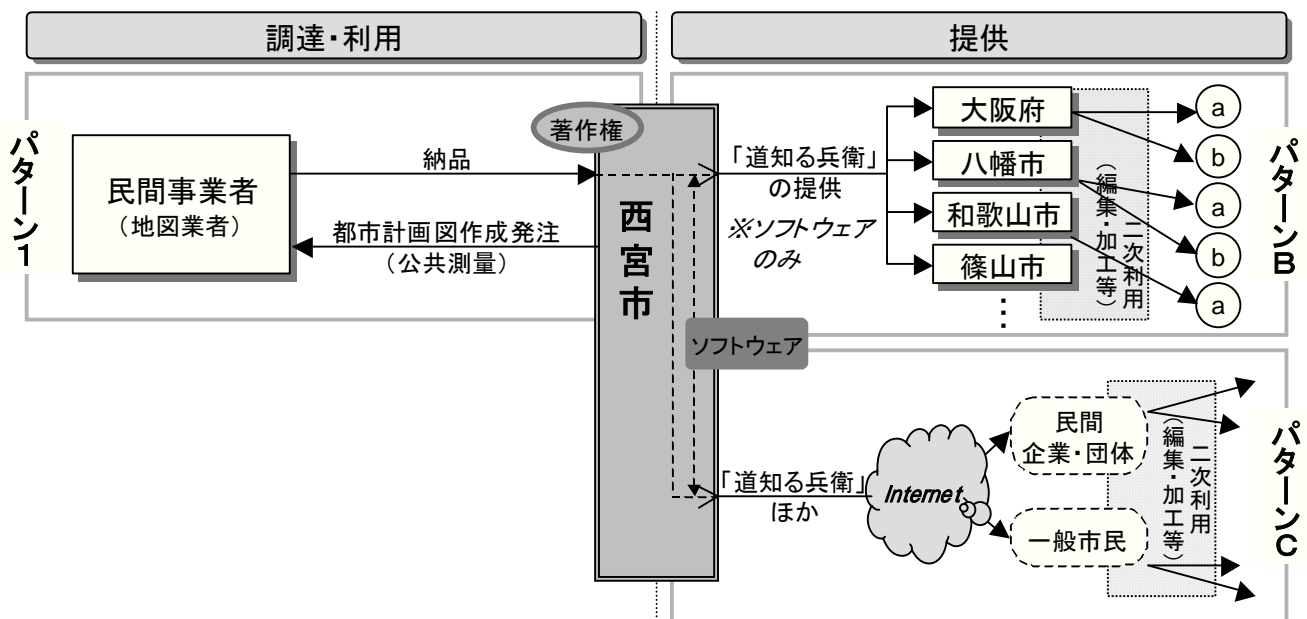 調達・利用
提供
パターン1
民間事業者
（地図業者）
納品
都市計画図作成発注
（公共測量）
著作権
西宮市
ソフトウェア
「道知る兵衛」
の提供
※ソフトウェア
のみ
大阪府
八幡市
和歌山市
篠山市
⋮
二次利用
（編集・加工等）
a
b
a
b
a
パターンB
「道知る兵衛」
ほか
Internet
民間
企業・団体
一般市民
二次利用
（編集・加工等）
パターンC